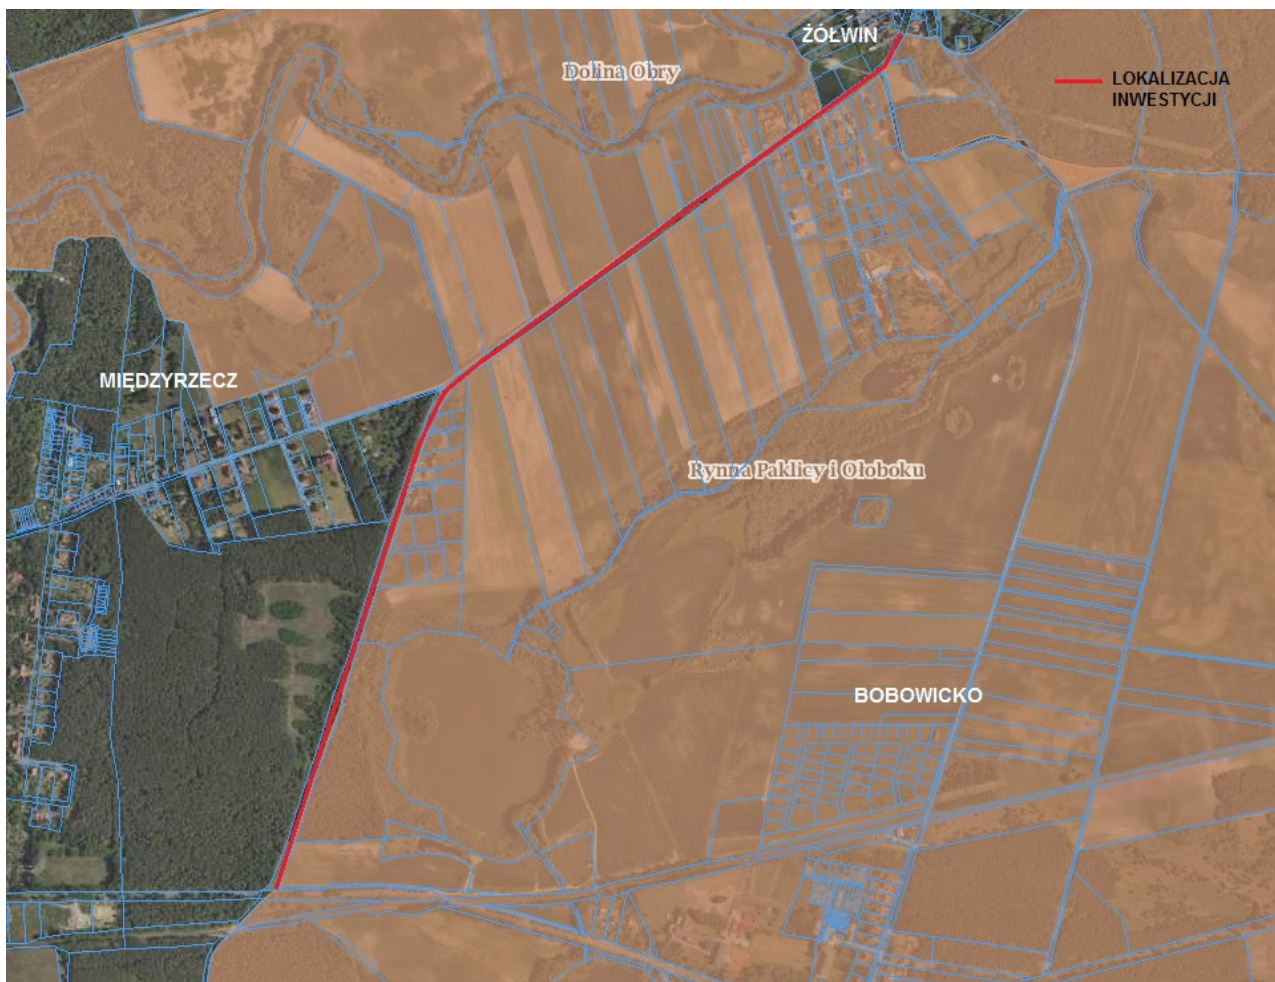 ŻÓŁWIN
Dolina Obry
LOKALIZACJA
INWESTYCJI
MIĘDZYRZECZ
Rynna Paklicy i Ołoboku
BOBOWICKO